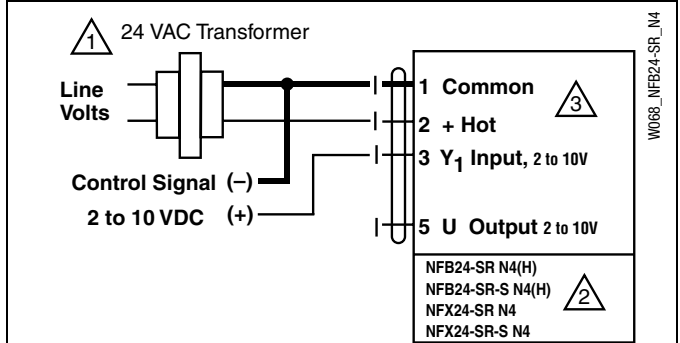 1 24 VAC Transformer
Line
Volts
Control Signal (–)
2 to 10 VDC (+)
1 Common
3
2 + Hot
3 Y1 Input, 2 to 10V
5 U Output 2 to 10V
NFB24-SR N4(H)
NFB24-SR-S N4(H)
NFX24-SR N4
NFX24-SR-S N4
2
W068_NFB24-SR_N4